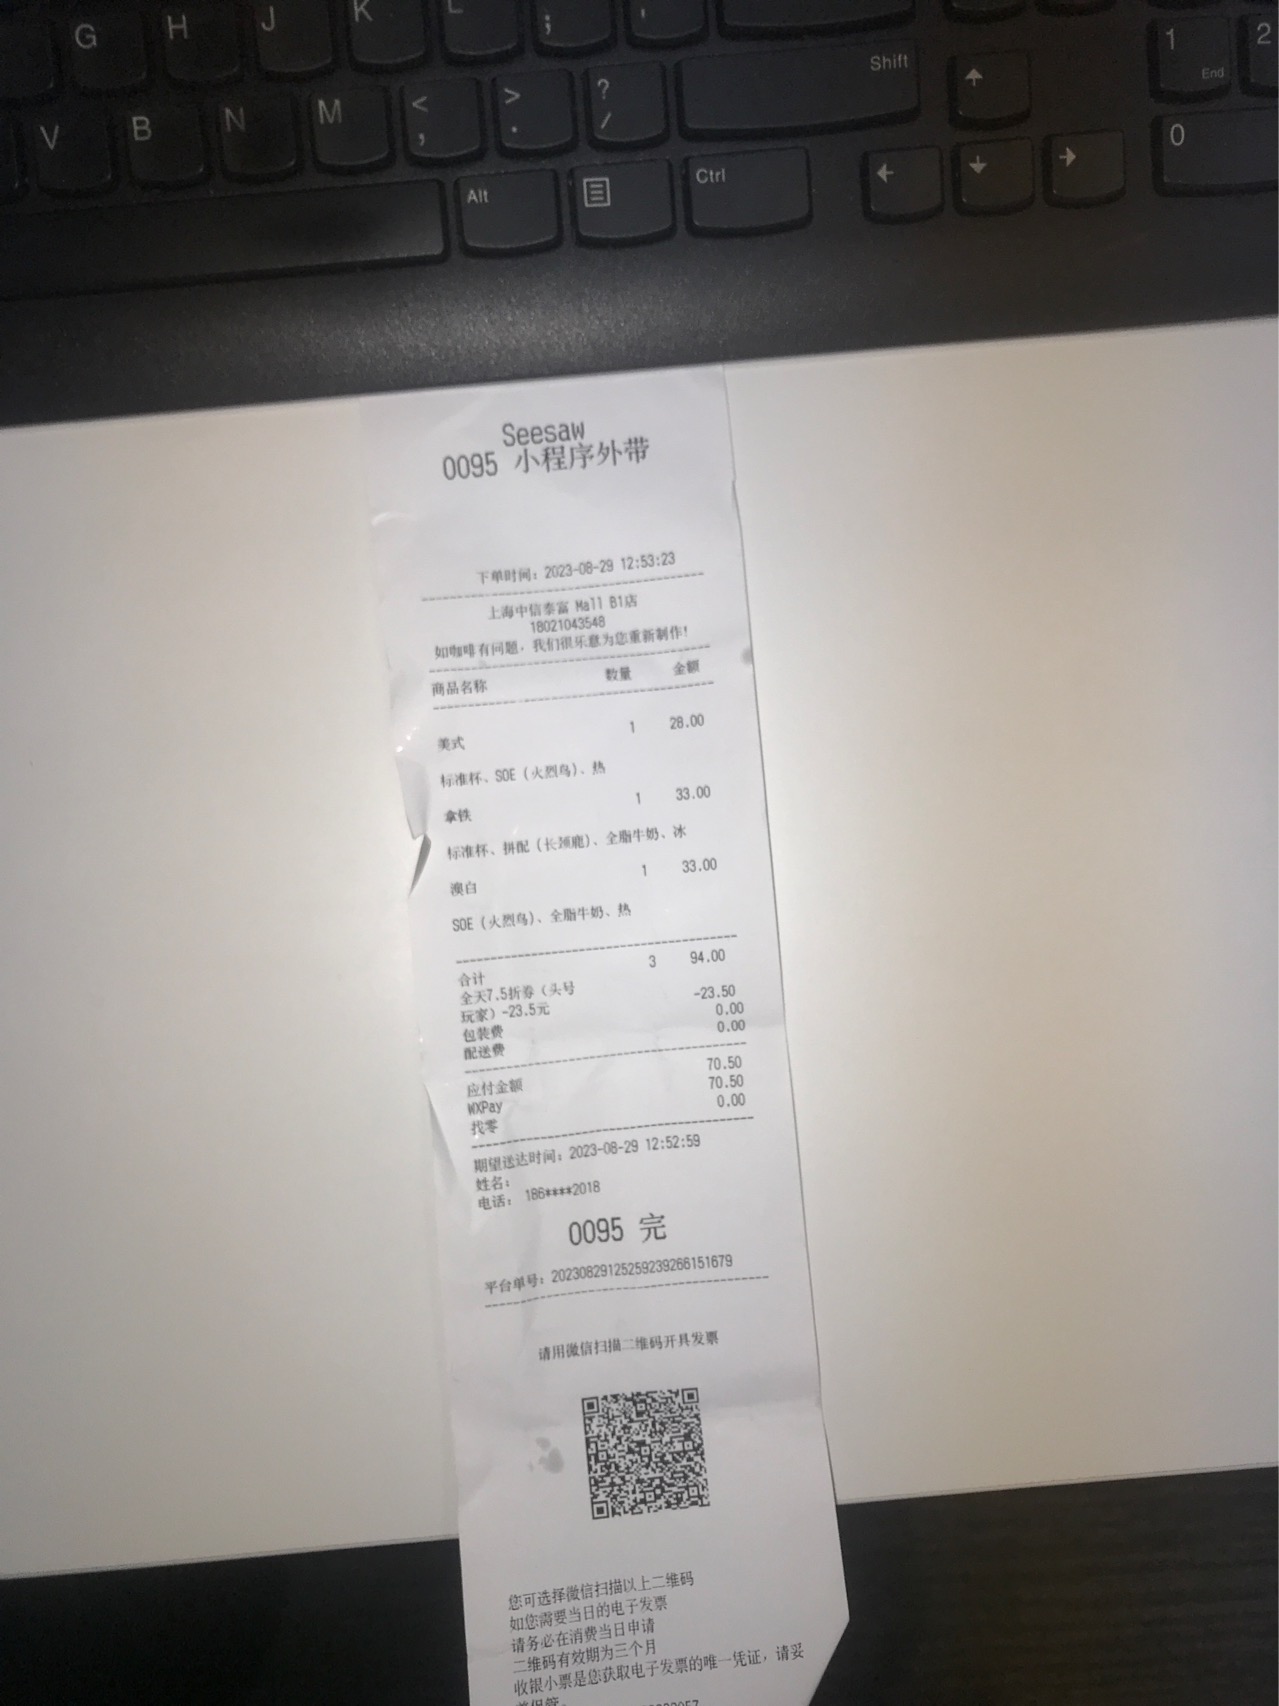 G H J K L ; '
V B N M < , > . ? / Shift 1 End 2
Alt Ctrl 0
Seesaw
0095 小程序外带
下单时间：2023-08-29 12:53:23
上海中信泰富 Mall B1店
18021043548
如咖啡有问题，我们很乐意为您重新制作！
商品名称 数量 金额
美式 1 28.00
标准杯、SOE（火烈鸟）、热
拿铁 1 33.00
标准杯、拼配（长颈鹿）、全脂牛奶、冰
澳白 1 33.00
SOE（火烈鸟）、全脂牛奶、热
合计 3 94.00
全天7.5折券（头号
玩家）-23.5元 -23.50
包装费 0.00
配送费 0.00
应付金额 70.50
WXPay 70.50
找零 0.00
期望送达时间：2023-08-29 12:52:59
姓名：
电话： 186****2018
0095 完
平台单号：20230829125259239266151679
请用微信扫描二维码开具发票
您可选择微信扫描以上二维码
如您需要当日的电子发票
请务必在消费当日申请
二维码有效期为三个月
收银小票是您获取电子发票的唯一凭证，请妥
善保管。